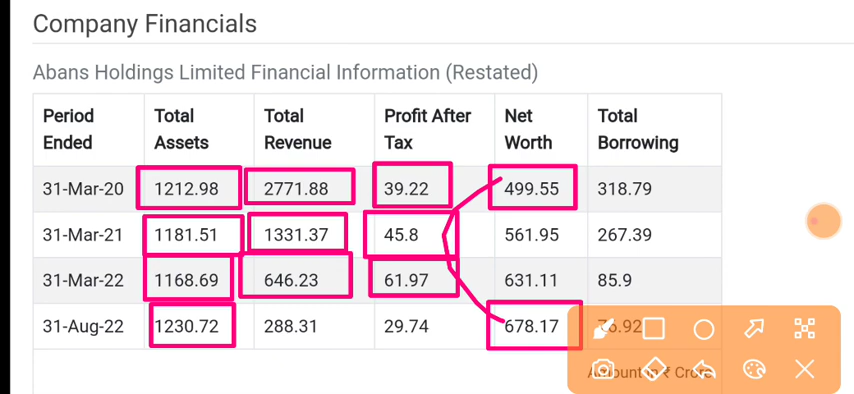 Company Financials
Abans Holdings Limited Financial Information (Restated)
Period Ended Total Assets Total Revenue Profit After Tax Net Worth Total Borrowing
31-Mar-20 1212.98 2771.88 39.22 499.55 318.79
31-Mar-21 1181.51 1331.37 45.8 561.95 267.39
31-Mar-22 1168.69 646.23 61.97 631.11 85.9
31-Aug-22 1230.72 288.31 29.74 678.17
Amount in ₹ Crore